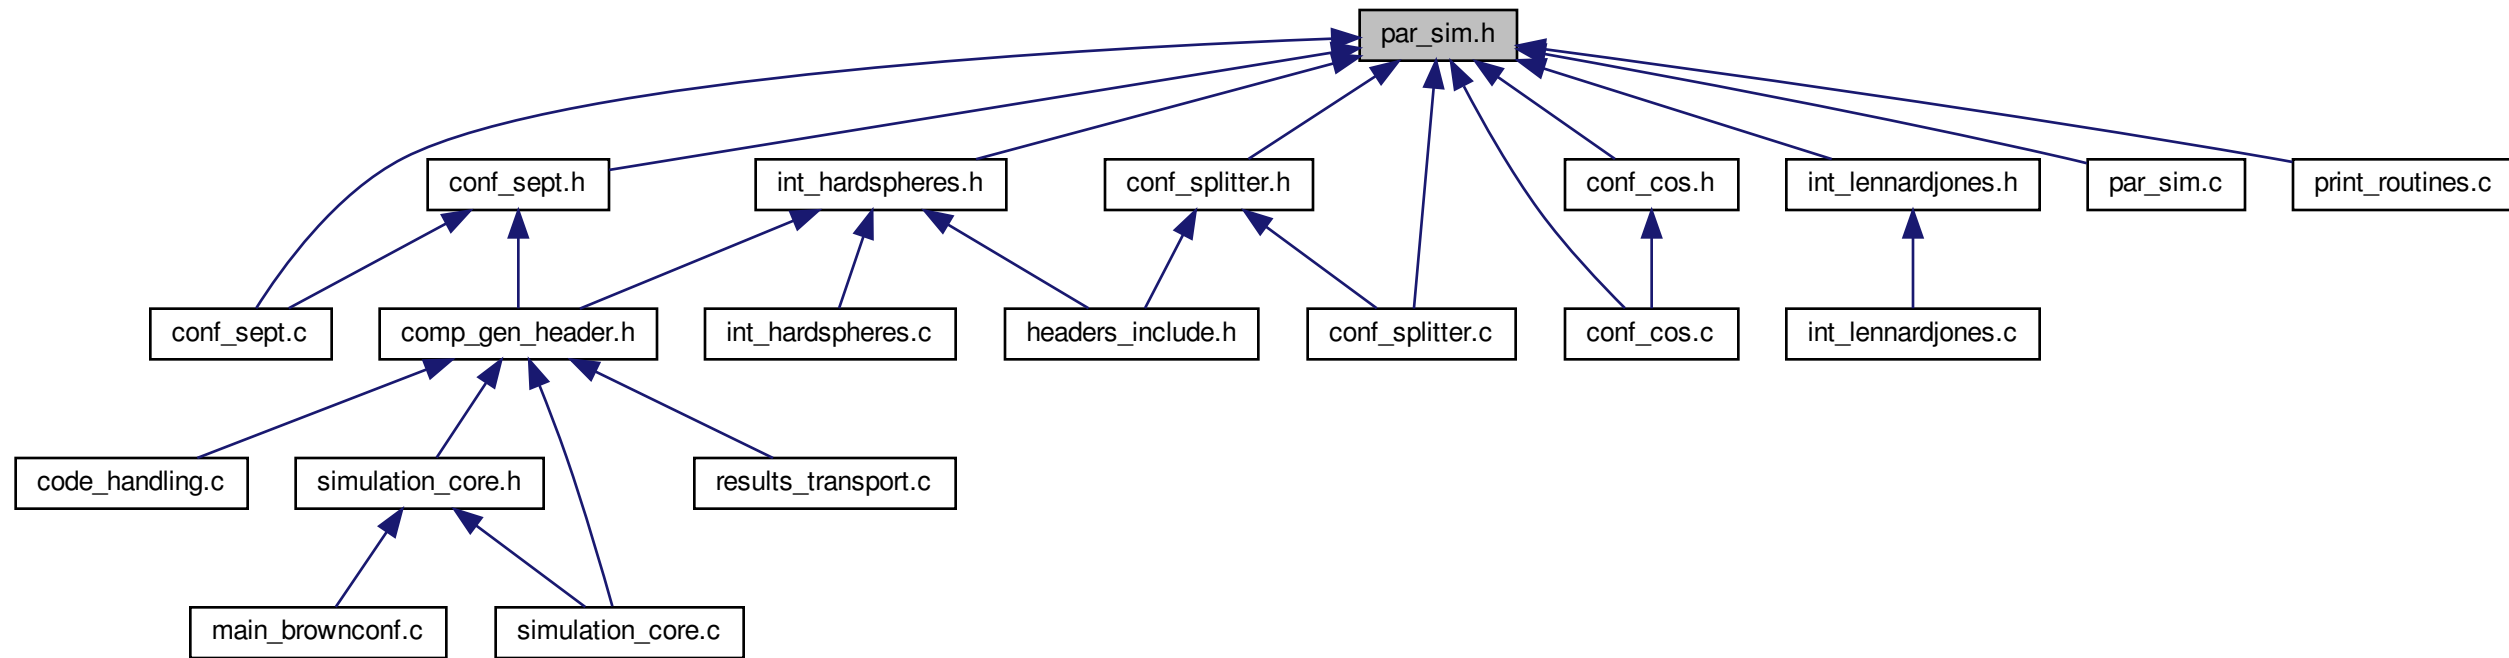 par_sim.h
conf_sept.h
int_hardspheres.h
conf_splitter.h
conf_cos.h
int_lennardjones.h
par_sim.c
print_routines.c
conf_sept.c
comp_gen_header.h
int_hardspheres.c
headers_include.h
conf_splitter.c
conf_cos.c
int_lennardjones.c
code_handling.c
simulation_core.h
results_transport.c
main_brownconf.c
simulation_core.c